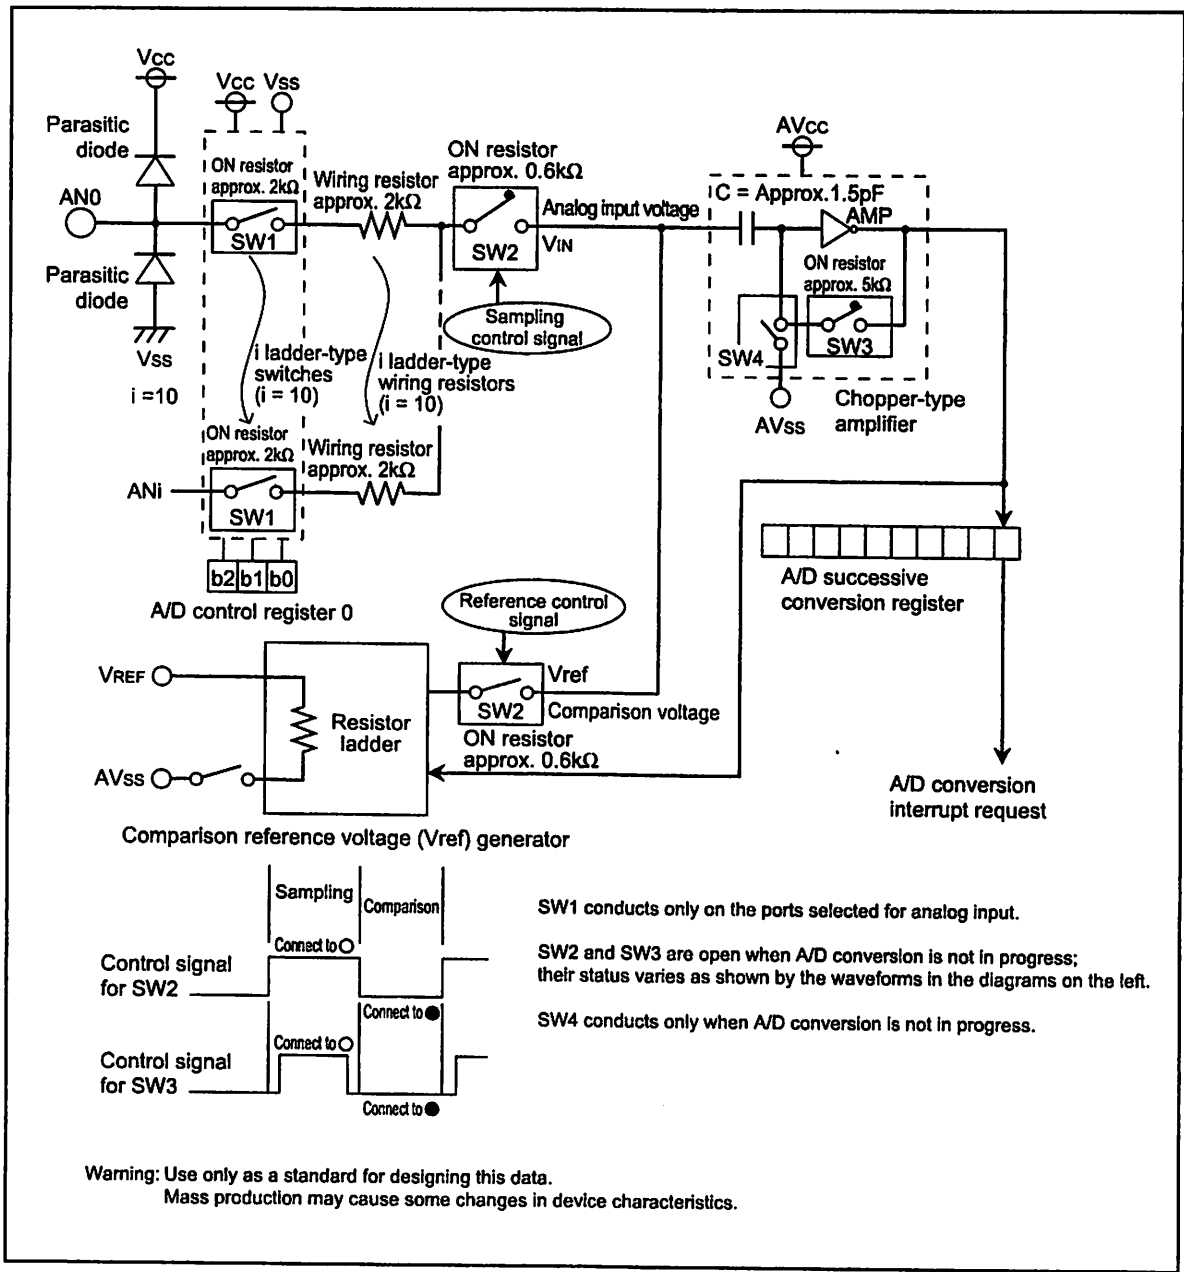 Vcc
Vcc Vss
Parasitic
diode
AN0
Parasitic
diode
Vss
i =10
ON resistor
approx. 2kΩ
SW1
Wiring resistor
approx. 2kΩ
ON resistor
approx. 0.6kΩ
SW2
Analog input voltage
VIN
Sampling
control signal
AVcc
C = Approx.1.5pF
AMP
ON resistor
approx. 5kΩ
SW3
SW4
AVss
Chopper-type
amplifier
i ladder-type
switches
(i = 10)
i ladder-type
wiring resistors
(i = 10)
ON resistor
approx. 2kΩ
Wiring resistor
approx. 2kΩ
ANi
SW1
b2 b1 b0
A/D control register 0
A/D successive
conversion register
Reference control
signal
VREF
Resistor
ladder
AVss
SW2
Vref
Comparison voltage
ON resistor
approx. 0.6kΩ
A/D conversion
interrupt request
Comparison reference voltage (Vref) generator
Sampling
Comparison
Connect to
Control signal
for SW2
Connect to
Connect to
Control signal
for SW3
Connect to
SW1 conducts only on the ports selected for analog input.
SW2 and SW3 are open when A/D conversion is not in progress;
their status varies as shown by the waveforms in the diagrams on the left.
SW4 conducts only when A/D conversion is not in progress.
Warning: Use only as a standard for designing this data.
Mass production may cause some changes in device characteristics.